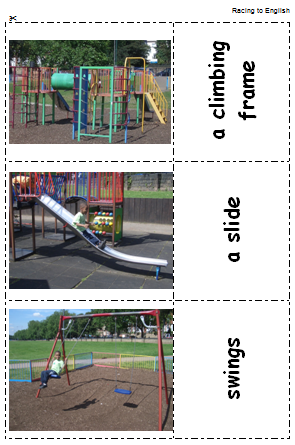 Racing to English
a climbing
frame
a slide
swings